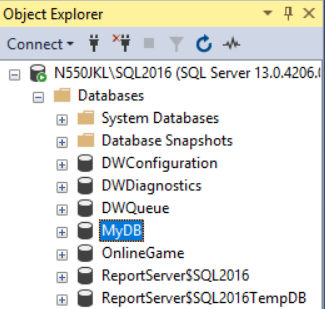 Object Explorer
Connect
N550JKL\SQL2016 (SQL Server 13.0.4206.
Databases
System Databases
Database Snapshots
DWConfiguration
DWDiagnostics
DWQueue
MyDB
OnlineGame
ReportServer$SQL2016
ReportServer$SQL2016TempDB